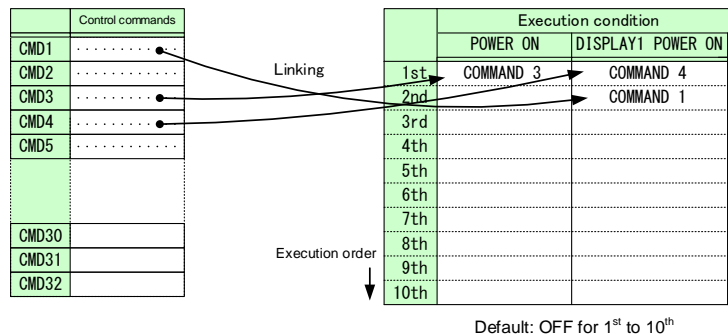 Control commands
CMD1 ···········
CMD2 ···········
CMD3 ···········
CMD4 ···········
CMD5 ···········
CMD30
CMD31
CMD32
Linking
Execution order
Execution condition
POWER ON DISPLAY1 POWER ON
1st COMMAND 3 COMMAND 4
2nd COMMAND 1
3rd
4th
5th
6th
7th
8th
9th
10th
Default: OFF for 1st to 10th